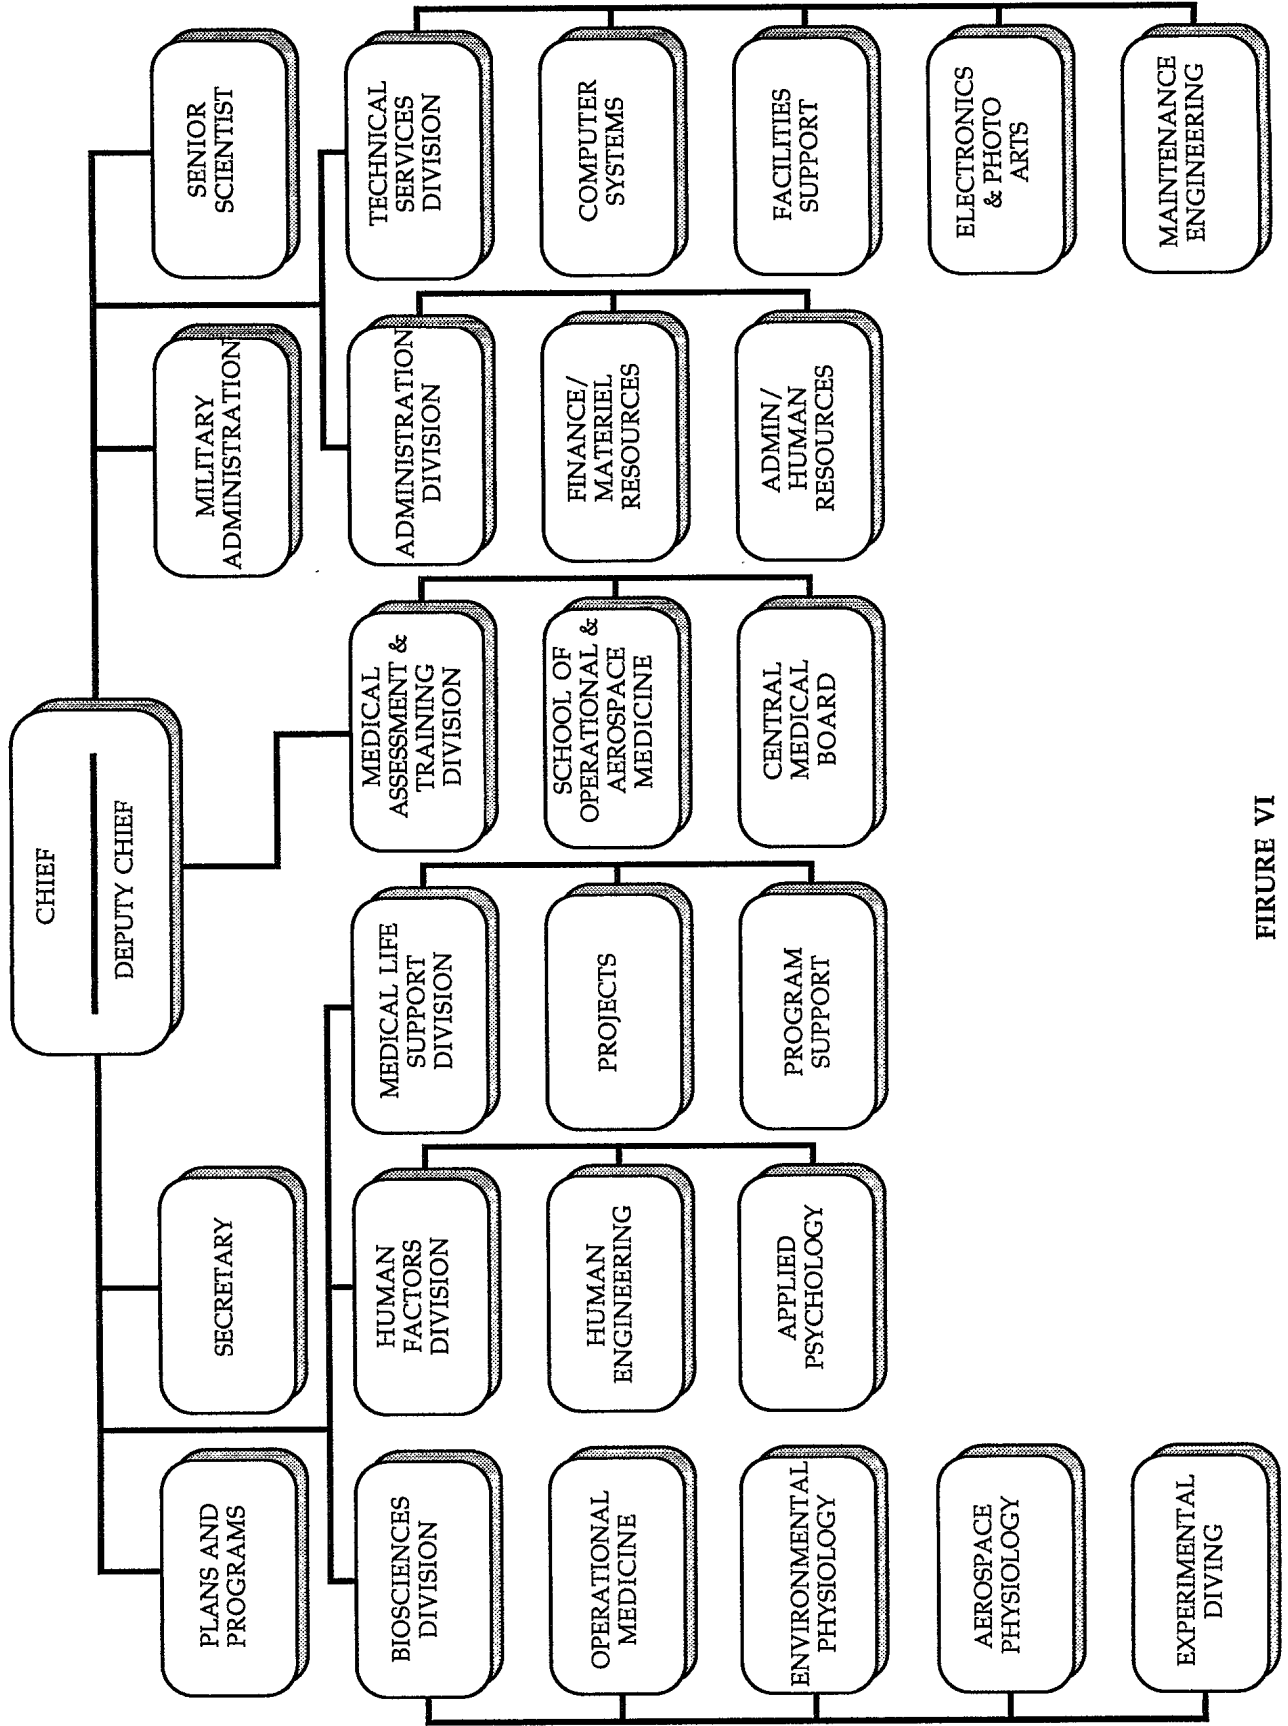 CHIEF
DEPUTY CHIEF
PLANS AND
PROGRAMS
SECRETARY
MILITARY
ADMINISTRATION
SENIOR
SCIENTIST
BIOSCIENCES
DIVISION
HUMAN
FACTORS
DIVISION
MEDICAL LIFE
SUPPORT
DIVISION
MEDICAL
ASSESSMENT &
TRAINING
DIVISION
ADMINISTRATION
DIVISION
TECHNICAL
SERVICES
DIVISION
OPERATIONAL
MEDICINE
HUMAN
ENGINEERING
PROJECTS
SCHOOL OF
OPERATIONAL &
AEROSPACE
MEDICINE
FINANCE/
MATERIEL
RESOURCES
COMPUTER
SYSTEMS
ENVIRONMENTAL
PHYSIOLOGY
APPLIED
PSYCHOLOGY
PROGRAM
SUPPORT
CENTRAL
MEDICAL
BOARD
ADMIN/
HUMAN
RESOURCES
FACILITIES
SUPPORT
AEROSPACE
PHYSIOLOGY
ELECTRONICS
& PHOTO
ARTS
EXPERIMENTAL
DIVING
MAINTENANCE
ENGINEERING
FIRURE VI